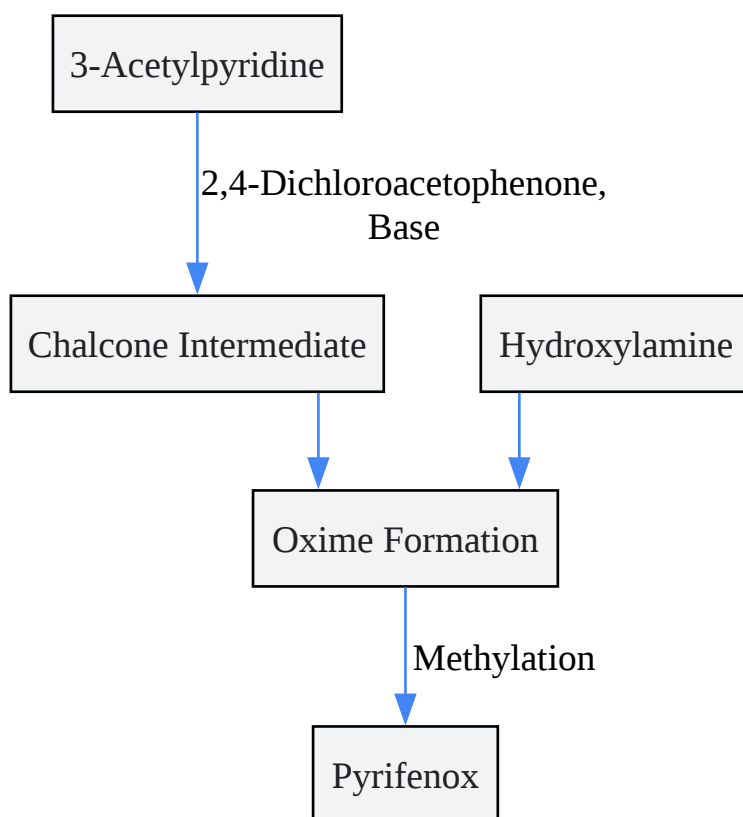 3-Acetylpyridine
2,4-Dichloroacetophenone,
Base
Chalcone Intermediate
Hydroxylamine
Oxime Formation
Methylation
Pyrifenox